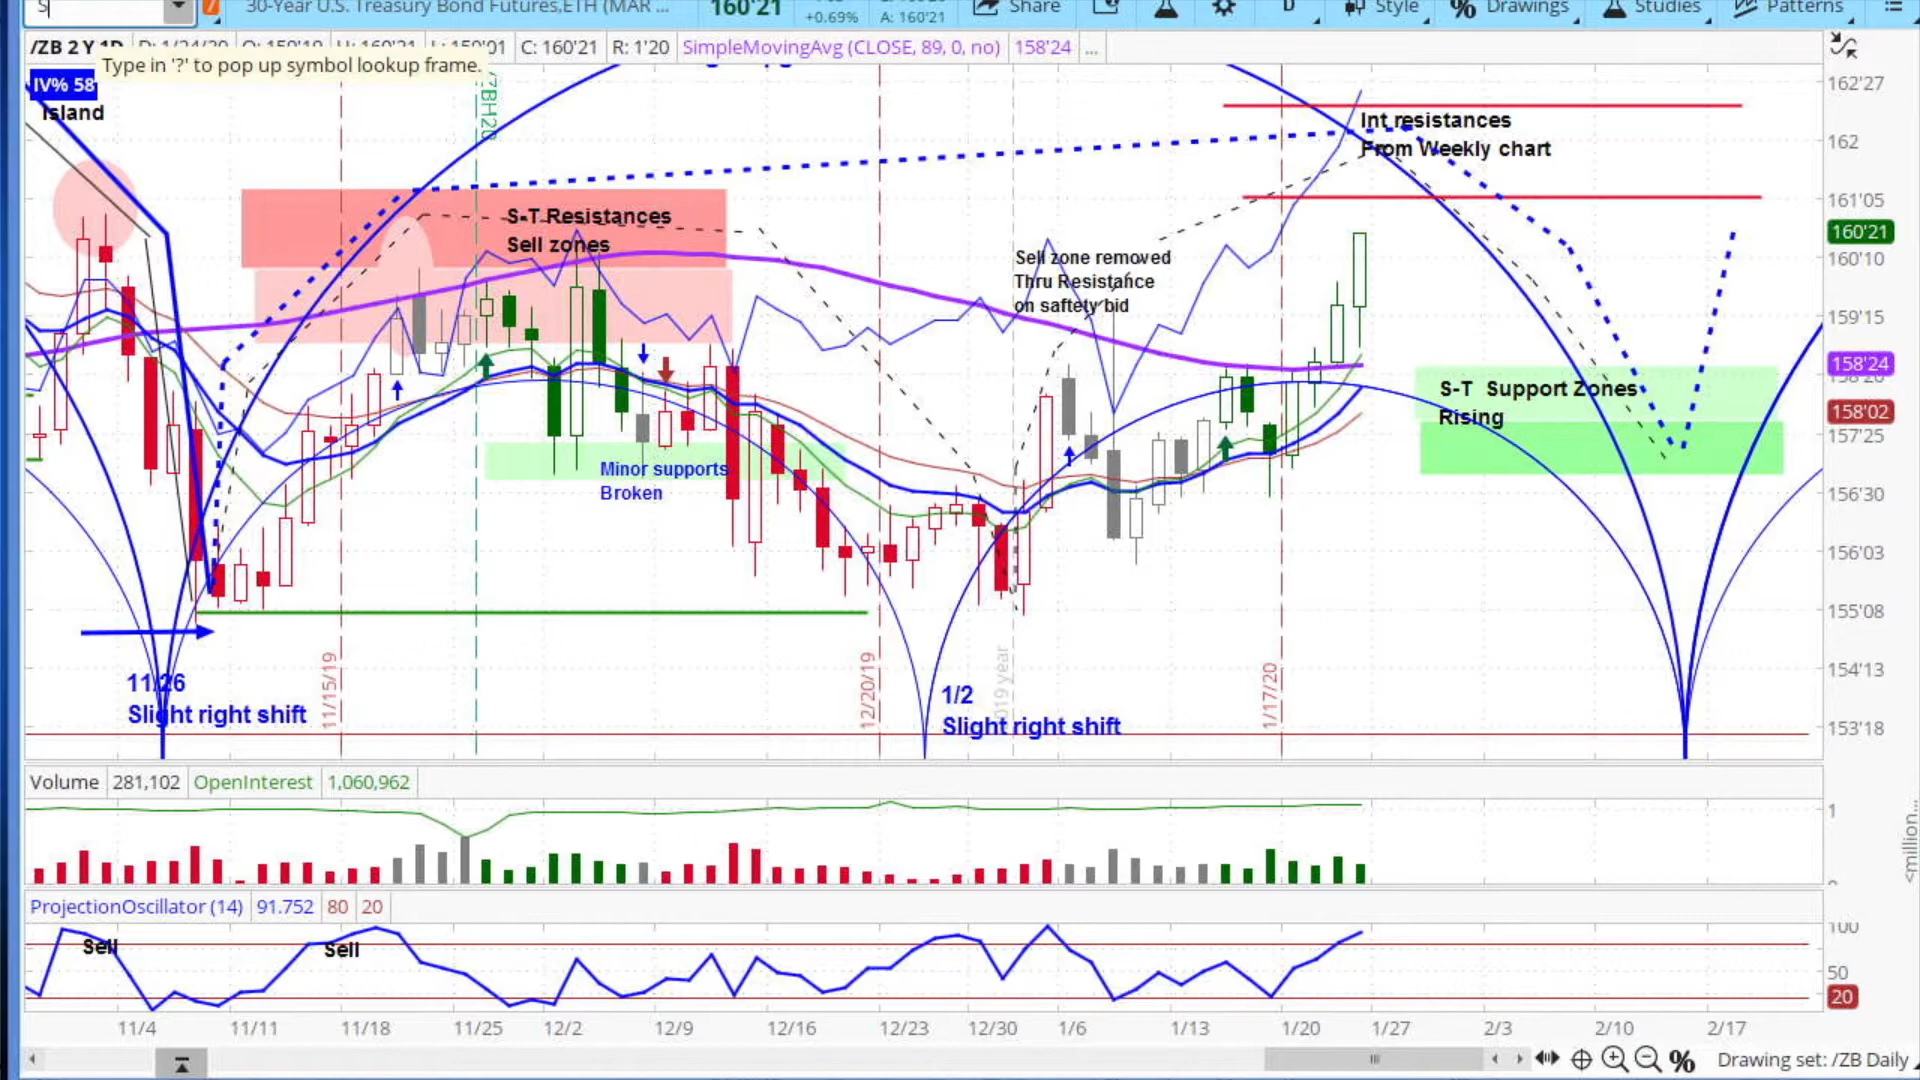 S
30-Year U.S. Treasury Bond Futures,ETH (MAR ...
160'21
+0.69%
A: 160'21
Share
D
Style
Drawings
Studies
Patterns
/ZB 2 Y 1D
C: 160'21
R: 1'20
SimpleMovingAvg (CLOSE, 89, 0, no)
158'24
...
Type in '?' to pop up symbol lookup frame.
IV% 58
Island
/ZBH20
S-T Resistances
Sell zones
Sell zone removed
Thru Resistance
on saftety bid
Int resistances
From Weekly chart
S-T Support Zones
Rising
Minor supports
Broken
11/26
Slight right shift
11/15/19
12/20/19
1/2
Slight right shift
019 year
1/17/20
162'27
162
161'05
160'21
160'10
159'15
158'24
158'20
158'02
157'25
156'30
156'03
155'08
154'13
153'18
Volume
281,102
OpenInterest
1,060,962
1
<million...
ProjectionOscillator (14)
91.752
80
20
Sell
Sell
100
50
20
11/4
11/11
11/18
11/25
12/2
12/9
12/16
12/23
12/30
1/6
1/13
1/20
1/27
2/3
2/10
2/17
%
Drawing set: /ZB Daily